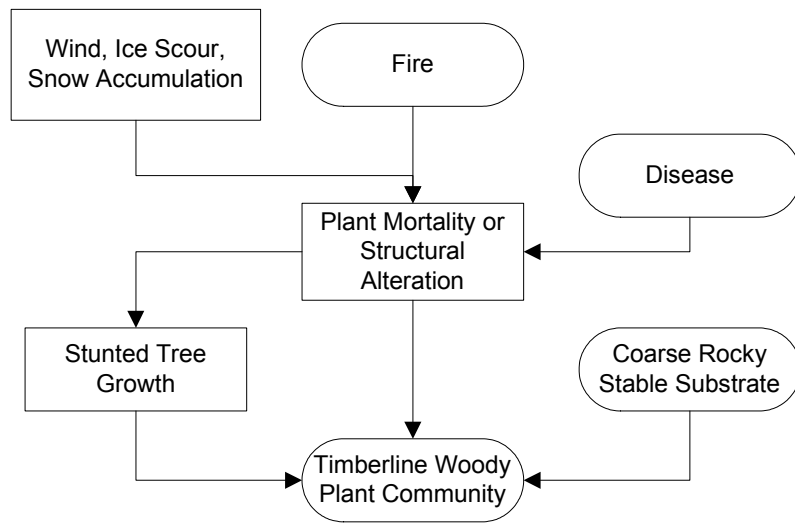 Wind, Ice Scour,
Snow Accumulation
Fire
Disease
Plant Mortality or
Structural
Alteration
Stunted Tree
Growth
Coarse Rocky
Stable Substrate
Timberline Woody
Plant Community